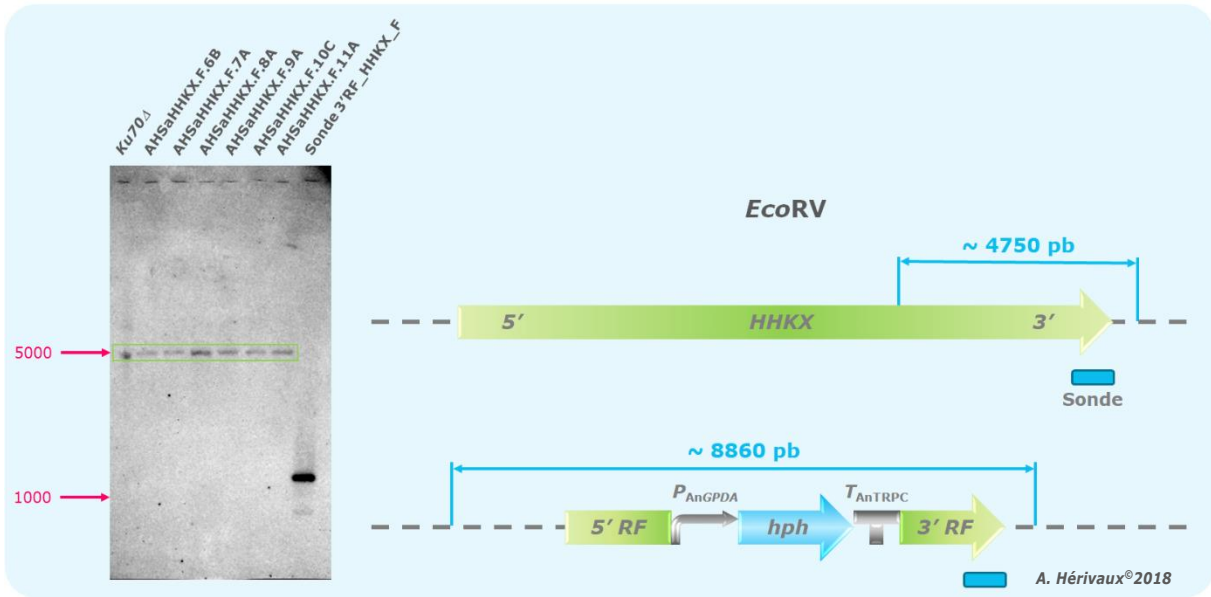 Ku70Δ
AHSaHHKX.F.6B
AHSaHHKX.F.7A
AHSaHHKX.F.8A
AHSaHHKX.F.9A
AHSaHHKX.F.10C
AHSaHHKX.F.11A
Sonde 3'RF_HHKX_F
5000
1000
EcoRV
~ 4750 pb
5' HHKX 3'
Sonde
~ 8860 pb
PAnGPDA TAnTRPC
5' RF hph 3' RF
A. Hérivaux©2018